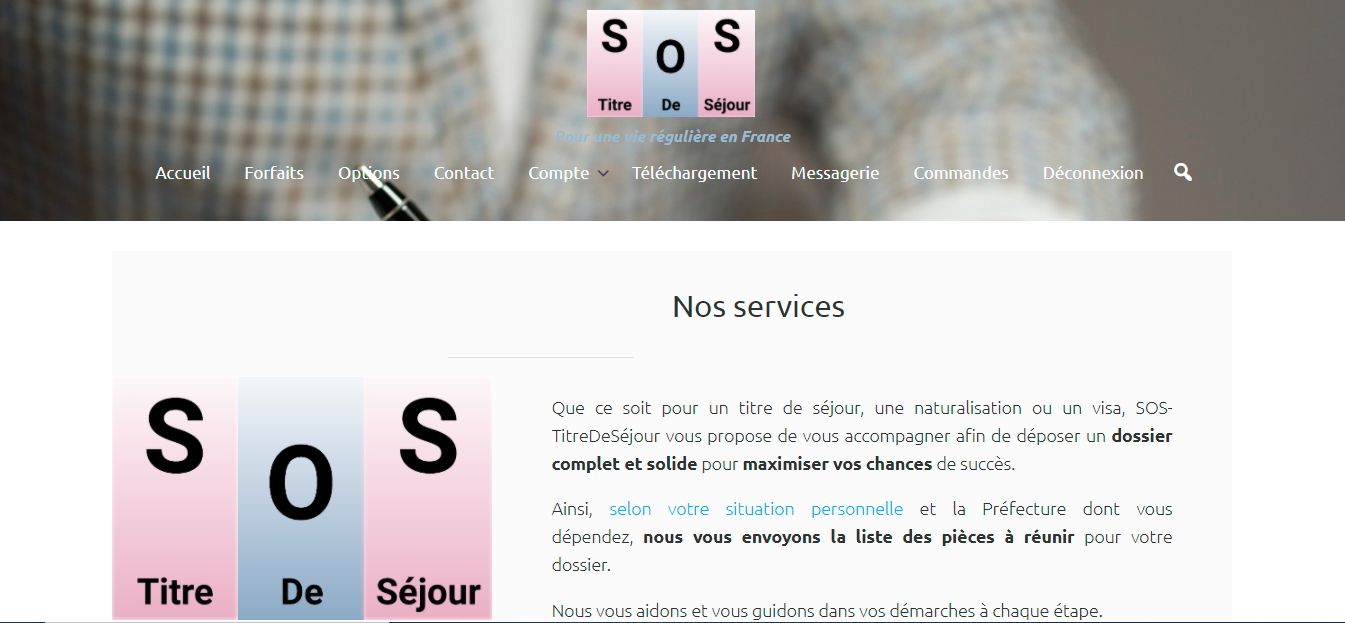 S O S
Titre De Séjour
Pour une vie régulière en France
Accueil Forfaits Options Contact Compte Téléchargement Messagerie Commandes Déconnexion
Nos services
S O S
Titre De Séjour
Que ce soit pour un titre de séjour, une naturalisation ou un visa, SOS-
TitreDeSéjour vous propose de vous accompagner afin de déposer un dossier
complet et solide pour maximiser vos chances de succès.
Ainsi, selon votre situation personnelle et la Préfecture dont vous
dépendez, nous vous envoyons la liste des pièces à réunir pour votre
dossier.
Nous vous aidons et vous guidons dans vos démarches à chaque étape.